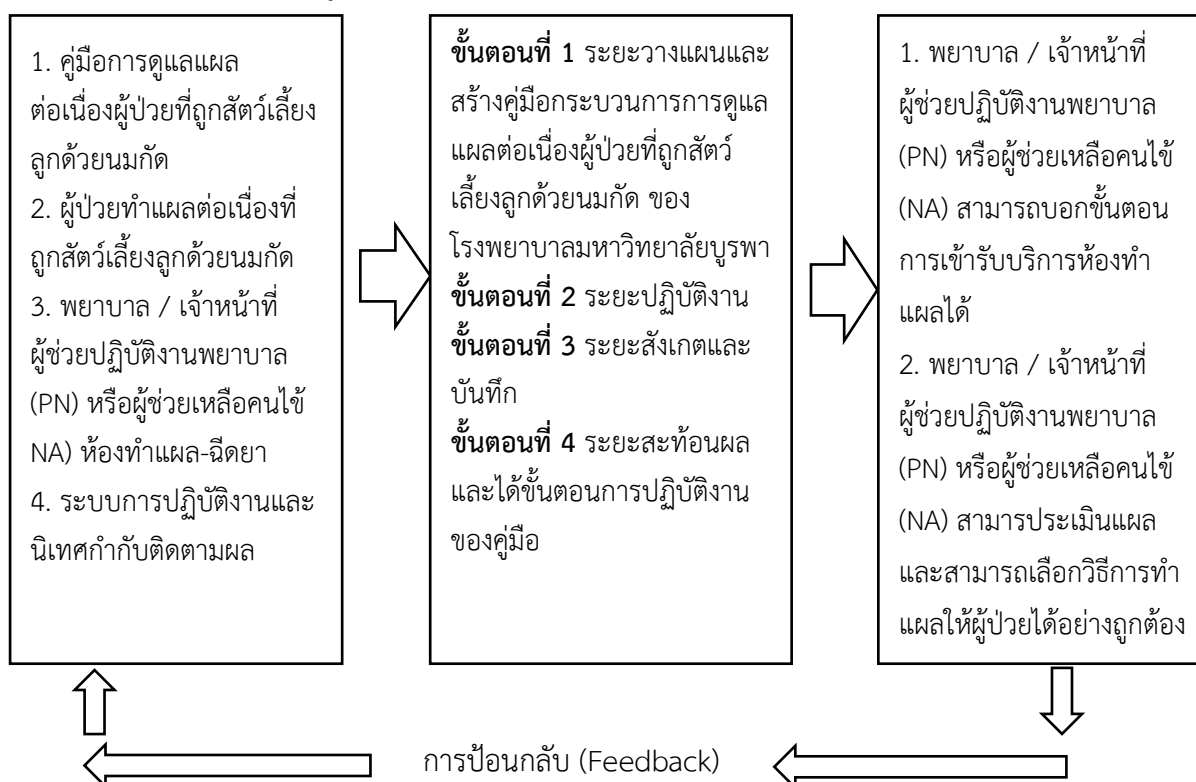 1. คู่มือการดูแลแผล
ต่อเนื่องผู้ป่วยที่ถูกสัตว์เลี้ยง
ลูกด้วยนมกัด
2. ผู้ป่วยทำแผลต่อเนื่องที่
ถูกสัตว์เลี้ยงลูกด้วยนมกัด
3. พยาบาล / เจ้าหน้าที่
ผู้ช่วยปฏิบัติงานพยาบาล
(PN) หรือผู้ช่วยเหลือคนไข้
NA) ห้องทำแผล-ฉีดยา
4. ระบบการปฏิบัติงานและ
นิเทศกำกับติดตามผล
ขั้นตอนที่ 1 ระยะวางแผนและ
สร้างคู่มือกระบวนการการดูแล
แผลต่อเนื่องผู้ป่วยที่ถูกสัตว์
เลี้ยงลูกด้วยนมกัด ของ
โรงพยาบาลมหาวิทยาลัยบูรพา
ขั้นตอนที่ 2 ระยะปฏิบัติงาน
ขั้นตอนที่ 3 ระยะสังเกตและ
บันทึก
ขั้นตอนที่ 4 ระยะสะท้อนผล
และได้ขั้นตอนการปฏิบัติงาน
ของคู่มือ
1. พยาบาล / เจ้าหน้าที่
ผู้ช่วยปฏิบัติงานพยาบาล
(PN) หรือผู้ช่วยเหลือคนไข้
(NA) สามารถบอกขั้นตอน
การเข้ารับบริการห้องทำ
แผลได้
2. พยาบาล / เจ้าหน้าที่
ผู้ช่วยปฏิบัติงานพยาบาล
(PN) หรือผู้ช่วยเหลือคนไข้
(NA) สามารประเมินแผล
และสามารถเลือกวิธีการทำ
แผลให้ผู้ป่วยได้อย่างถูกต้อง
การป้อนกลับ (Feedback)